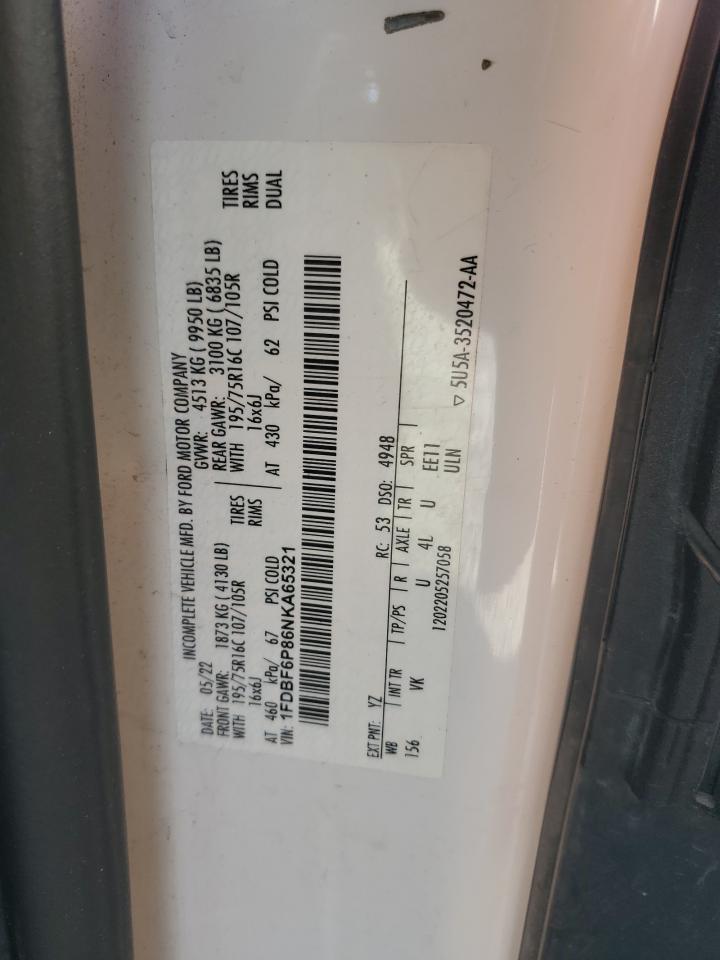 INCOMPLETE VEHICLE MFD. BY FORD MOTOR COMPANY
DATE: 05/22 GVWR: 4513 KG ( 9950 LB)
FRONT GAWR: 1873 KG ( 4130 LB) REAR GAWR: 3100 KG ( 6835 LB)
WITH 195/75R16C 107/105R TIRES WITH 195/75R16C 107/105R TIRES
16x6J RIMS 16x6J RIMS
AT 460 kPa/ 67 PSI COLD AT 430 kPa/ 62 PSI COLD DUAL
VIN: 1FDBF6P86NKA65321
EXT PNT: YZ RC: 53 DSO: 4948
WB INT TR TP/PS R AXLE TR SPR
156 VK U 4L U EE11
1202205257058 ULN
▽ 5U5A-3520472-AA